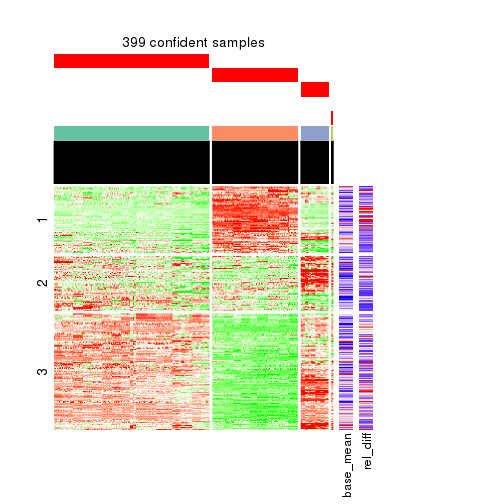 399 confident samples
1
2
3
base_mean
rel_diff